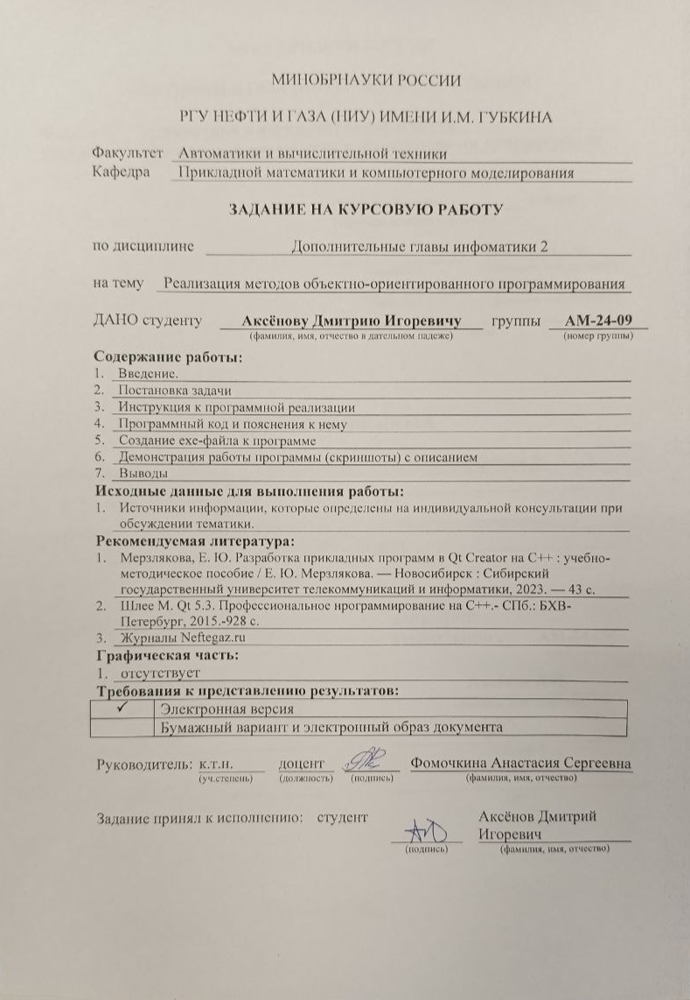 МИНОБРНАУКИ РОССИИ
РГУ НЕФТИ И ГАЗА (НИУ) ИМЕНИ И.М. ГУБКИНА
Факультет Автоматики и вычислительной техники
Кафедра Прикладной математики и компьютерного моделирования
ЗАДАНИЕ НА КУРСОВУЮ РАБОТУ
по дисциплине Дополнительные главы инфоматики 2
на тему Реализация методов объектно-ориентированного программирования
ДАНО студенту Аксёнову Дмитрию Игоревичу группы АМ-24-09
(фамилия, имя, отчество в дательном падеже) (номер группы)
Содержание работы:
1. Введение.
2. Постановка задачи
3. Инструкция к программной реализации
4. Программный код и пояснения к нему
5. Создание exe-файла к программе
6. Демонстрация работы программы (скриншоты) с описанием
7. Выводы
Исходные данные для выполнения работы:
1. Источники информации, которые определены на индивидуальной консультации при
обсуждении тематики.
Рекомендуемая литература:
1. Мерзлякова, Е. Ю. Разработка прикладных программ в Qt Creator на C++ : учебно-
методическое пособие / Е. Ю. Мерзлякова. — Новосибирск : Сибирский
государственный университет телекоммуникаций и информатики, 2023. — 43 с.
2. Шлее М. Qt 5.3. Профессиональное программирование на C++.- СПб.: БХВ-
Петербург, 2015.-928 с.
3. Журналы Neftegaz.ru
Графическая часть:
1. отсутствует
Требования к представлению результатов:
✓ Электронная версия
Бумажный вариант и электронный образ документа
Руководитель: к.т.н. доцент Фомочкина Анастасия Сергеевна
(уч.степень) (должность) (подпись) (фамилия, имя, отчество)
Задание принял к исполнению: студент Аксёнов Дмитрий
Игоревич
(подпись) (фамилия, имя, отчество)